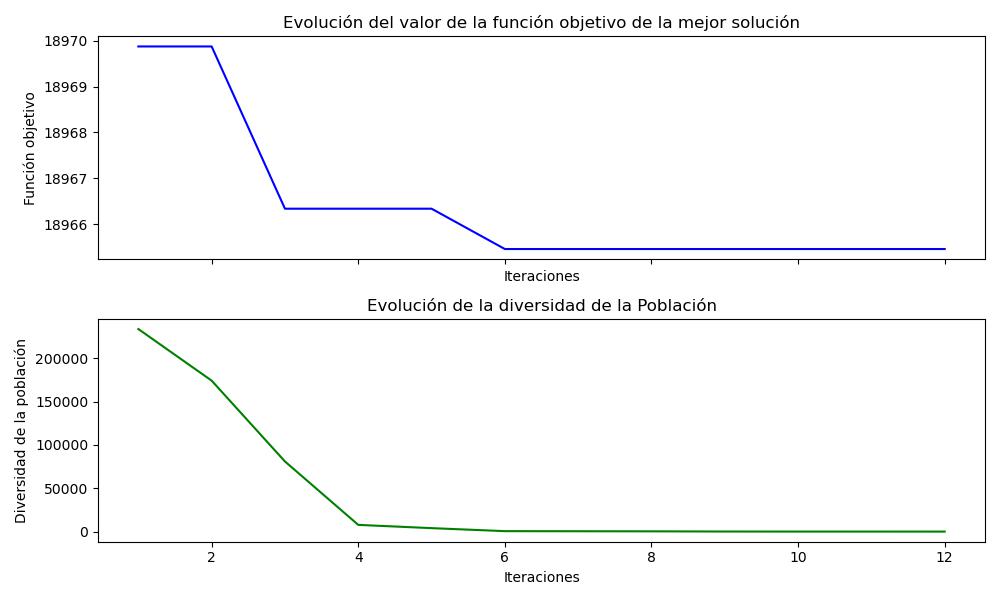 Evolución del valor de la función objetivo de la mejor solución
18970
18969
18968
18967
18966
Función objetivo
Iteraciones
Evolución de la diversidad de la Población
200000
150000
100000
50000
0
Diversidad de la población
2 4 6 8 10 12
Iteraciones